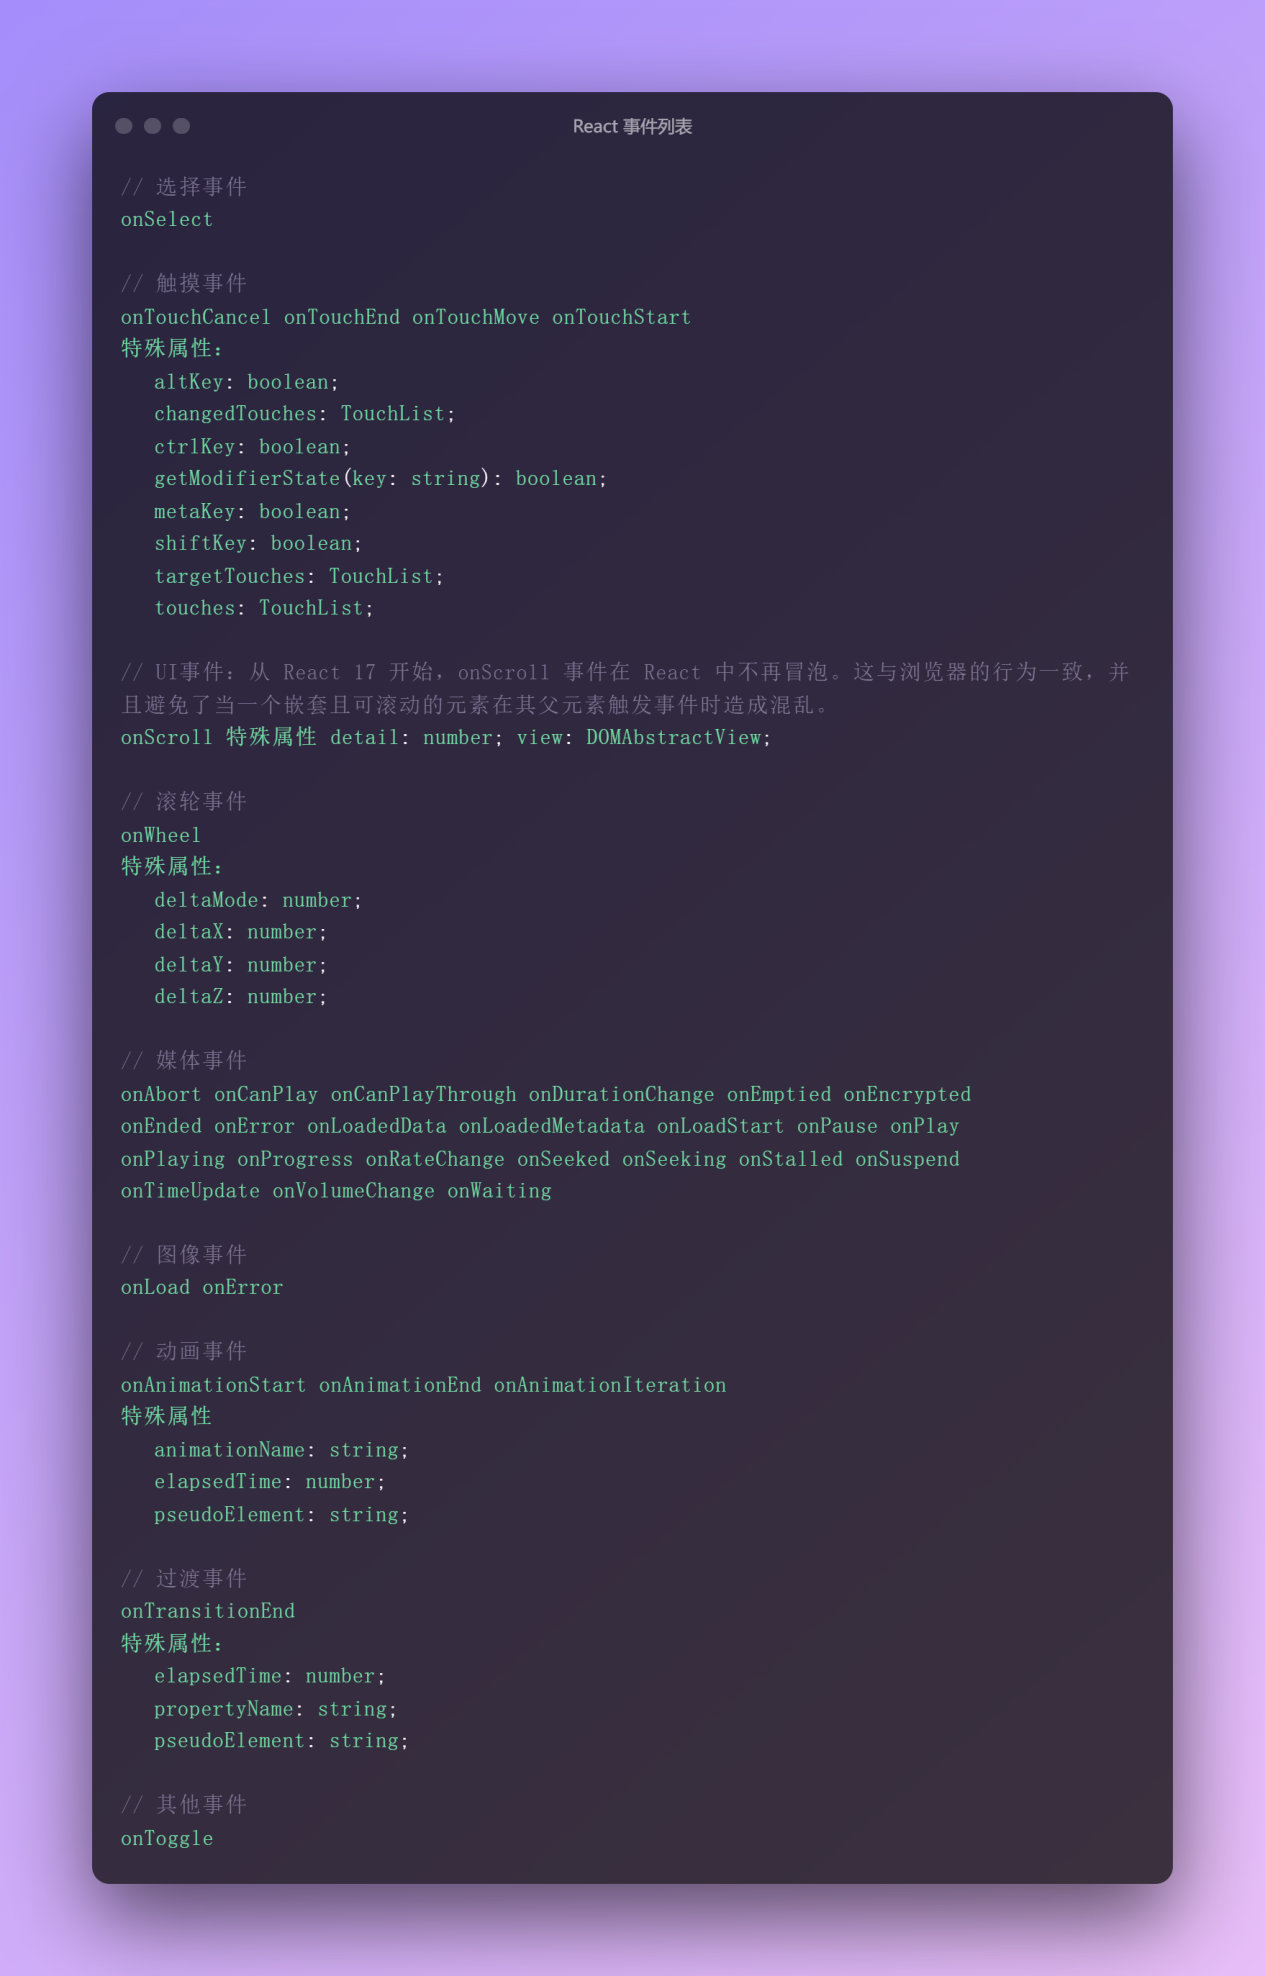 React 事件列表
// 选择事件
onSelect
// 触摸事件
onTouchCancel onTouchEnd onTouchMove onTouchStart
特殊属性：
altKey: boolean;
changedTouches: TouchList;
ctrlKey: boolean;
getModifierState(key: string): boolean;
metaKey: boolean;
shiftKey: boolean;
targetTouches: TouchList;
touches: TouchList;
// UI事件：从 React 17 开始，onScroll 事件在 React 中不再冒泡。这与浏览器的行为一致，并
且避免了当一个嵌套且可滚动的元素在其父元素触发事件时造成混乱。
onScroll 特殊属性 detail: number; view: DOMAbstractView;
// 滚轮事件
onWheel
特殊属性：
deltaMode: number;
deltaX: number;
deltaY: number;
deltaZ: number;
// 媒体事件
onAbort onCanPlay onCanPlayThrough onDurationChange onEmptied onEncrypted
onEnded onError onLoadedData onLoadedMetadata onLoadStart onPause onPlay
onPlaying onProgress onRateChange onSeeked onSeeking onStalled onSuspend
onTimeUpdate onVolumeChange onWaiting
// 图像事件
onLoad onError
// 动画事件
onAnimationStart onAnimationEnd onAnimationIteration
特殊属性
animationName: string;
elapsedTime: number;
pseudoElement: string;
// 过渡事件
onTransitionEnd
特殊属性：
elapsedTime: number;
propertyName: string;
pseudoElement: string;
// 其他事件
onToggle